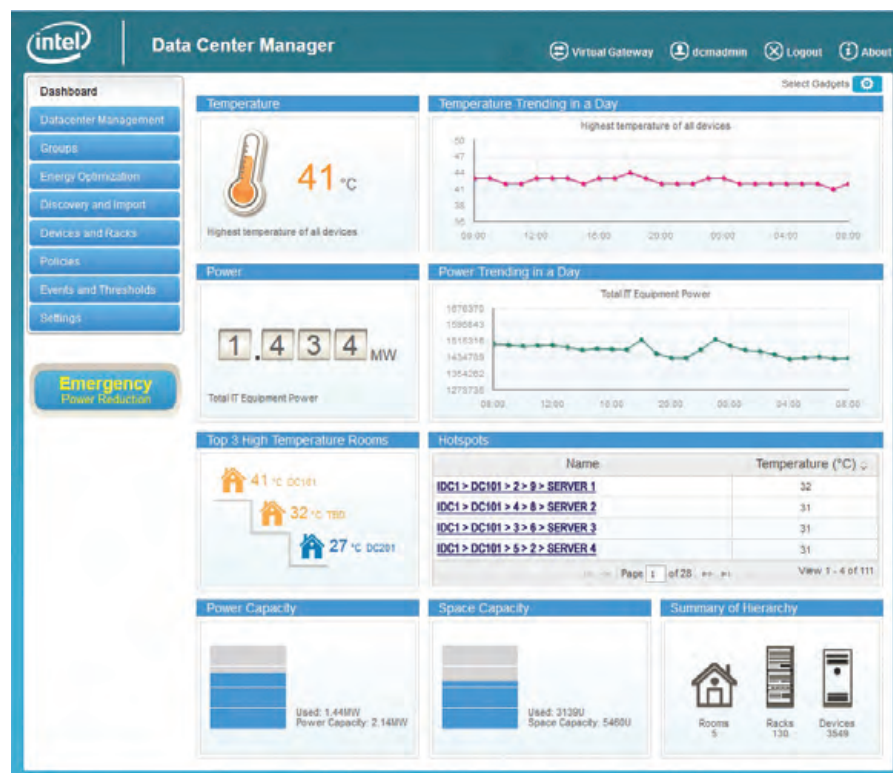 intel
Data Center Manager
Virtual Gateway
dcmadmin
Logout
About
Select Gadgets
Dashboard
Datacenter Management
Groups
Energy Optimization
Discovery and Import
Devices and Racks
Policies
Events and Thresholds
Settings
Emergency
Power Reduction
Temperature
41 °C
Highest temperature of all devices
Temperature Trending in a Day
Highest temperature of all devices
50
47
44
41
38
08:00 12:00 16:00 20:00 00:00 04:00 08:00
Power
1.434 MW
Total IT Equipment Power
Power Trending in a Day
Total IT Equipment Power
08:00 12:00 16:00 20:00 00:00 04:00 08:00
Top 3 High Temperature Rooms
41 °C DC101
32 °C TBD
27 °C DC201
Hotspots
Name Temperature (°C)
IDC1 > DC101 > 2 > 9 > SERVER 1 32
IDC1 > DC101 > 4 > 8 > SERVER 2 31
IDC1 > DC101 > 3 > 6 > SERVER 3 31
IDC1 > DC101 > 5 > 2 > SERVER 4 31
Page 1 of 28 View 1 - 4 of 111
Power Capacity
Used: 1.44MW
Power Capacity: 2.14MW
Space Capacity
Used: 3139U
Space Capacity: 5460U
Summary of Hierarchy
Rooms
5
Racks
130
Devices
3549